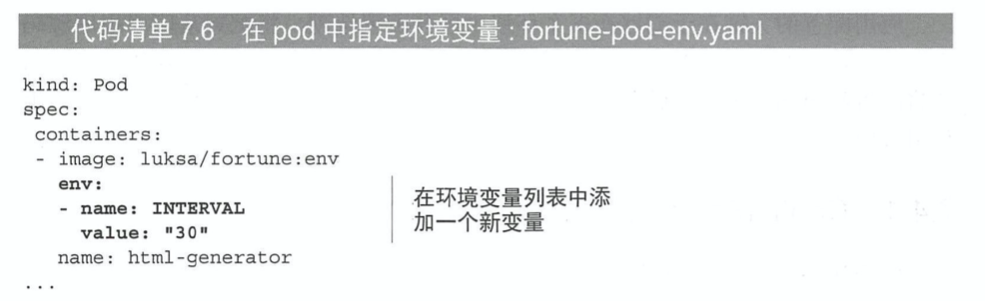 代码清单 7.6 在 pod 中指定环境变量 : fortune-pod-env.yaml
kind: Pod
spec:
 containers:
 - image: luksa/fortune:env
   env:
   - name: INTERVAL
     value: "30"
   name: html-generator
...
在环境变量列表中添
加一个新变量